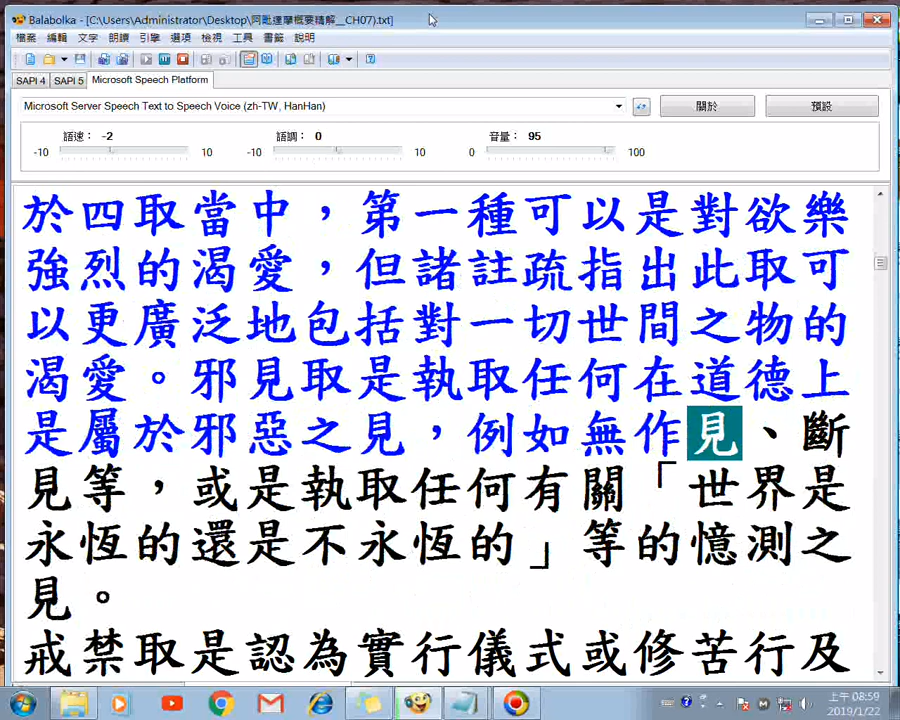 Balabolka - [C:\Users\Administrator\Desktop\阿毗達摩概要精解__CH07).txt]
檔案 編輯 文字 朗讀 引擎 選項 檢視 工具 書籤 說明
SAPI 4 SAPI 5 Microsoft Speech Platform
Microsoft Server Speech Text to Speech Voice (zh-TW, HanHan) 關於 預設
語速： -2 語調： 0 音量： 95
-10 10 -10 10 0 100
於四取當中，第一種可以是對欲樂
強烈的渴愛，但諸註疏指出此取可
以更廣泛地包括對一切世間之物的
渴愛。邪見取是執取任何在道德上
是屬於邪惡之見，例如無作見、斷
見等，或是執取任何有關「世界是
永恆的還是不永恆的」等的憶測之
見。
戒禁取是認為實行儀式或修苦行及
上午 08:59
2019/1/22